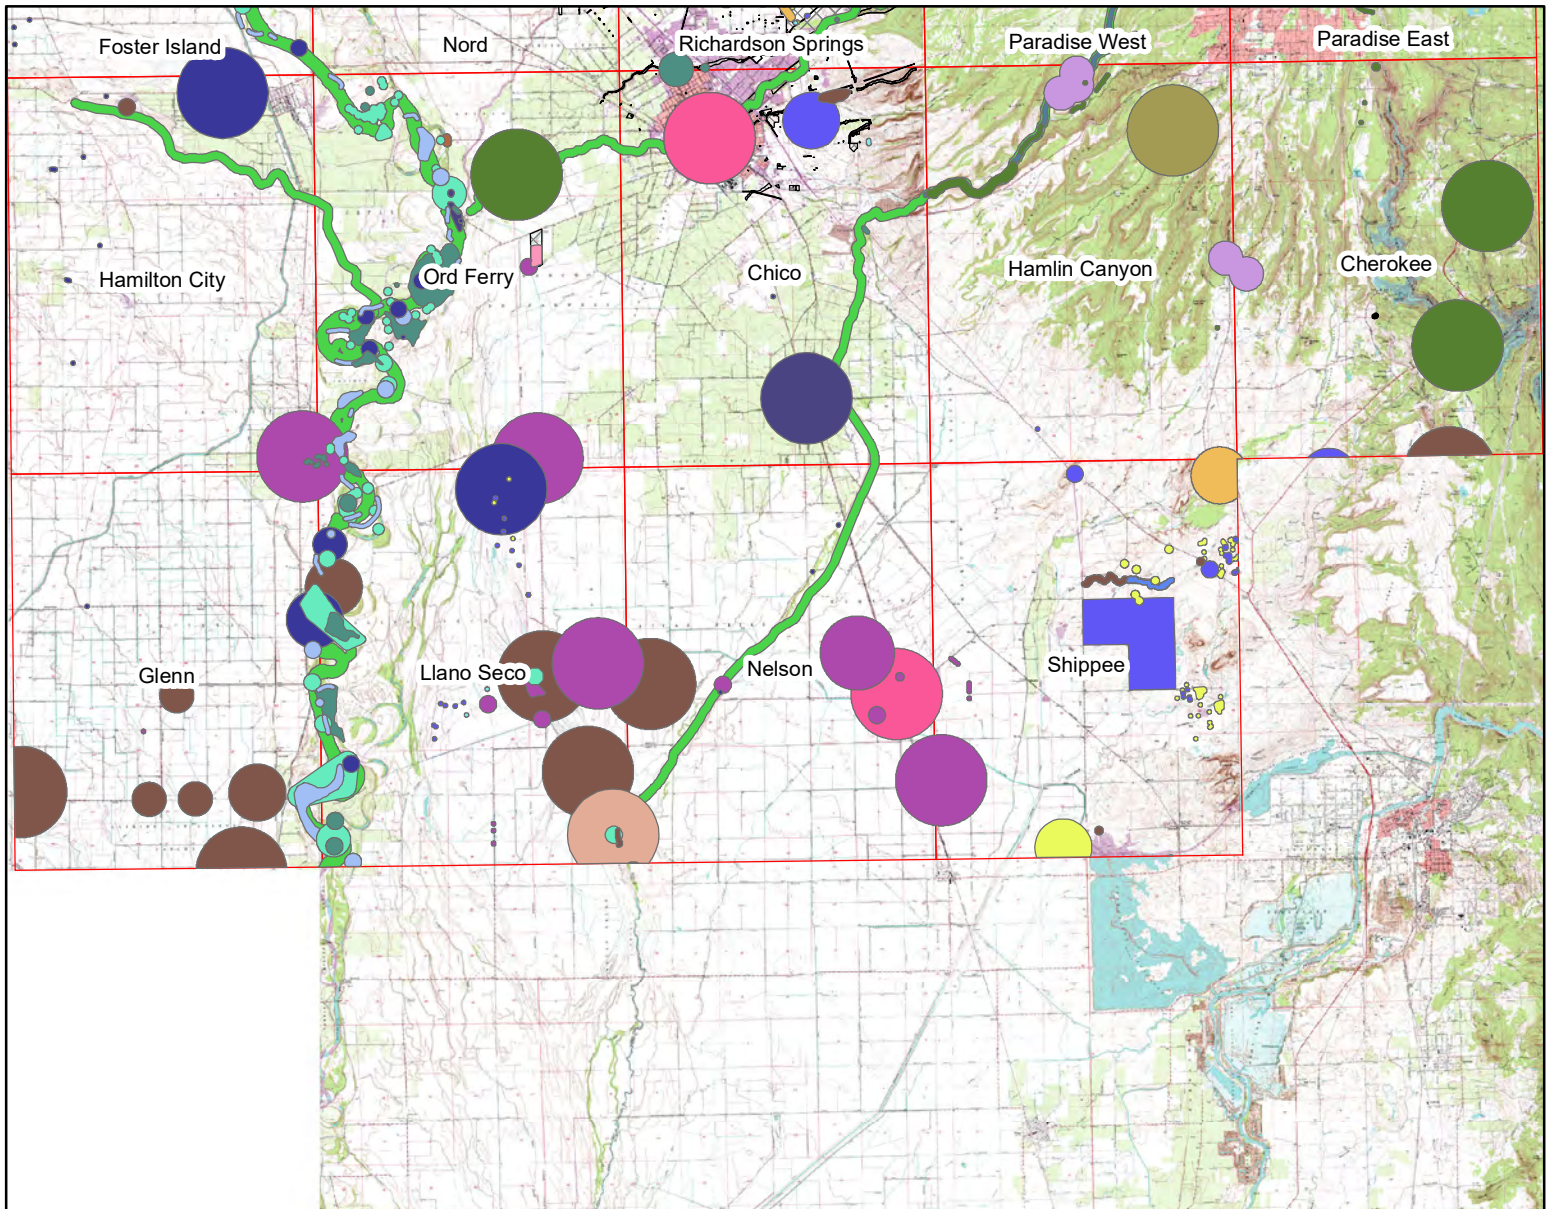 Foster Island
Nord
Richardson Springs
Paradise West
Paradise East
Hamilton City
Ord Ferry
Chico
Hamlin Canyon
Cherokee
Glenn
Llano Seco
Nelson
Shippee